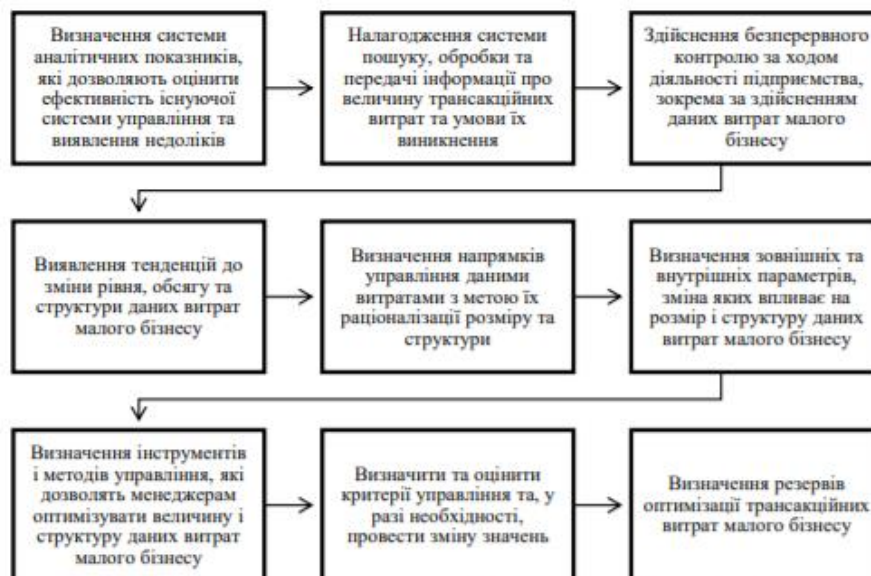 Визначення системи
аналітичних показників,
які дозволяють оцінити
ефективність існуючої
системи управління та
виявлення недоліків
Налагодження системи
пошуку, обробки та
передачі інформації про
величину трансакційних
витрат та умови їх
виникнення
Здійснення безперервного
контролю за ходом
діяльності підприємства,
зокрема за здійсненням
даних витрат малого
бізнесу
Виявлення тенденцій до
зміни рівня, обсягу та
структури даних витрат
малого бізнесу
Визначення напрямків
управління даними
витратами з метою їх
раціоналізації розміру та
структури
Визначення зовнішніх та
внутрішніх параметрів,
зміна яких впливає на
розмір і структуру даних
витрат малого бізнесу
Визначення інструментів
і методів управління, які
дозволять менеджерам
оптимізувати величину і
структуру даних витрат
малого бізнесу
Визначити та оцінити
критерії управління та, у
разі необхідності,
провести зміну значень
Визначення резервів
оптимізації трансакційних
витрат малого бізнесу